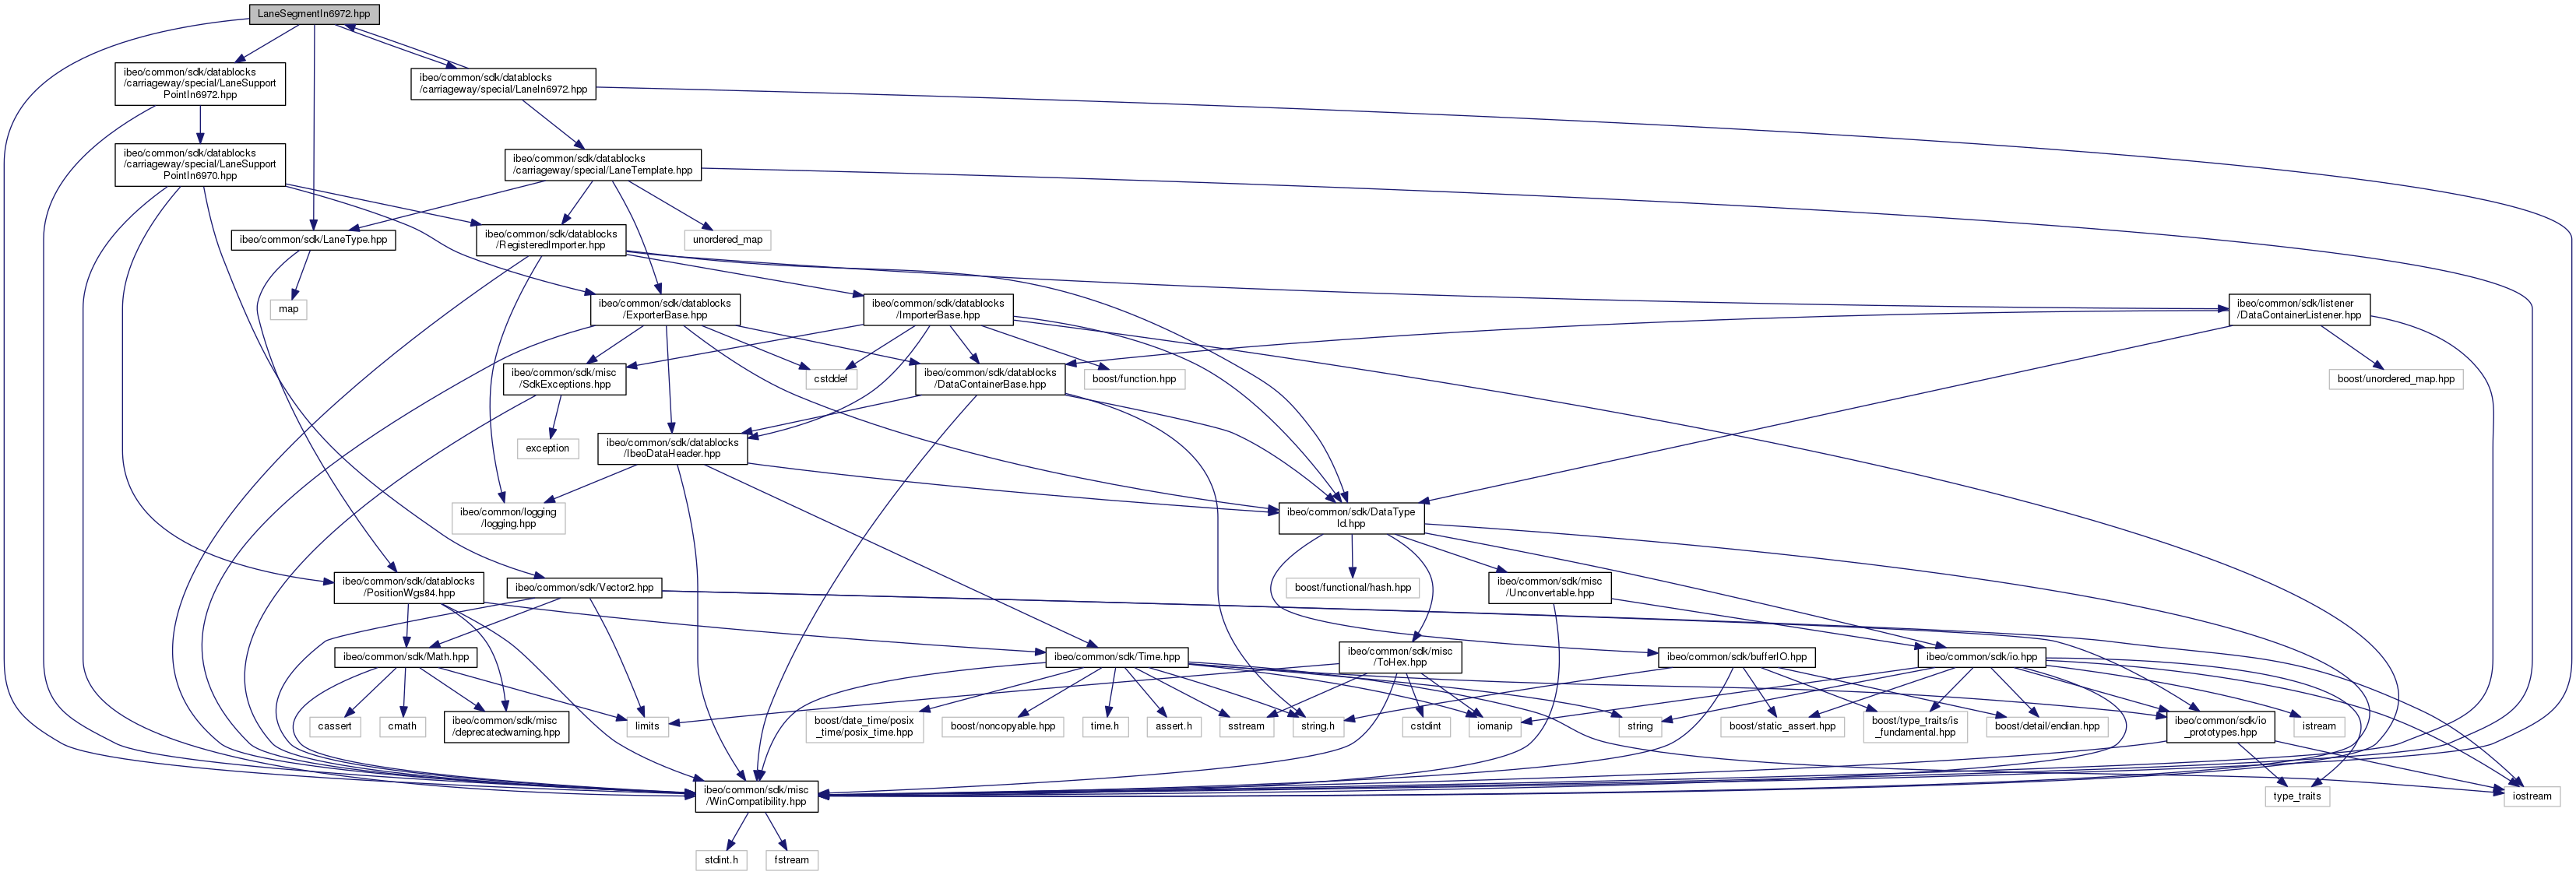 LaneSegmentIn6972.hpp
ibeo/common/sdk/datablocks
/carriageway/special/LaneSupport
PointIn6972.hpp
ibeo/common/sdk/datablocks
/carriageway/special/LaneIn6972.hpp
ibeo/common/sdk/datablocks
/carriageway/special/LaneSupport
PointIn6970.hpp
ibeo/common/sdk/datablocks
/carriageway/special/LaneTemplate.hpp
ibeo/common/sdk/LaneType.hpp
ibeo/common/sdk/datablocks
/RegisteredImporter.hpp
unordered_map
map
ibeo/common/sdk/datablocks
/ExporterBase.hpp
ibeo/common/sdk/datablocks
/ImporterBase.hpp
ibeo/common/sdk/listener
/DataContainerListener.hpp
ibeo/common/sdk/misc
/SdkExceptions.hpp
cstddef
ibeo/common/sdk/datablocks
/DataContainerBase.hpp
boost/function.hpp
boost/unordered_map.hpp
exception
ibeo/common/sdk/datablocks
/IbeoDataHeader.hpp
ibeo/common/logging
/logging.hpp
ibeo/common/sdk/DataType
Id.hpp
ibeo/common/sdk/datablocks
/PositionWgs84.hpp
ibeo/common/sdk/Vector2.hpp
boost/functional/hash.hpp
ibeo/common/sdk/misc
/Unconvertable.hpp
ibeo/common/sdk/Math.hpp
ibeo/common/sdk/Time.hpp
ibeo/common/sdk/misc
/ToHex.hpp
ibeo/common/sdk/bufferIO.hpp
ibeo/common/sdk/io.hpp
cassert
cmath
ibeo/common/sdk/misc
/deprecatedwarning.hpp
limits
boost/date_time/posix
_time/posix_time.hpp
boost/noncopyable.hpp
time.h
assert.h
sstream
string.h
cstdint
iomanip
string
boost/static_assert.hpp
boost/type_traits/is
_fundamental.hpp
boost/detail/endian.hpp
ibeo/common/sdk/io
_prototypes.hpp
istream
ibeo/common/sdk/misc
/WinCompatibility.hpp
type_traits
iostream
stdint.h
fstream